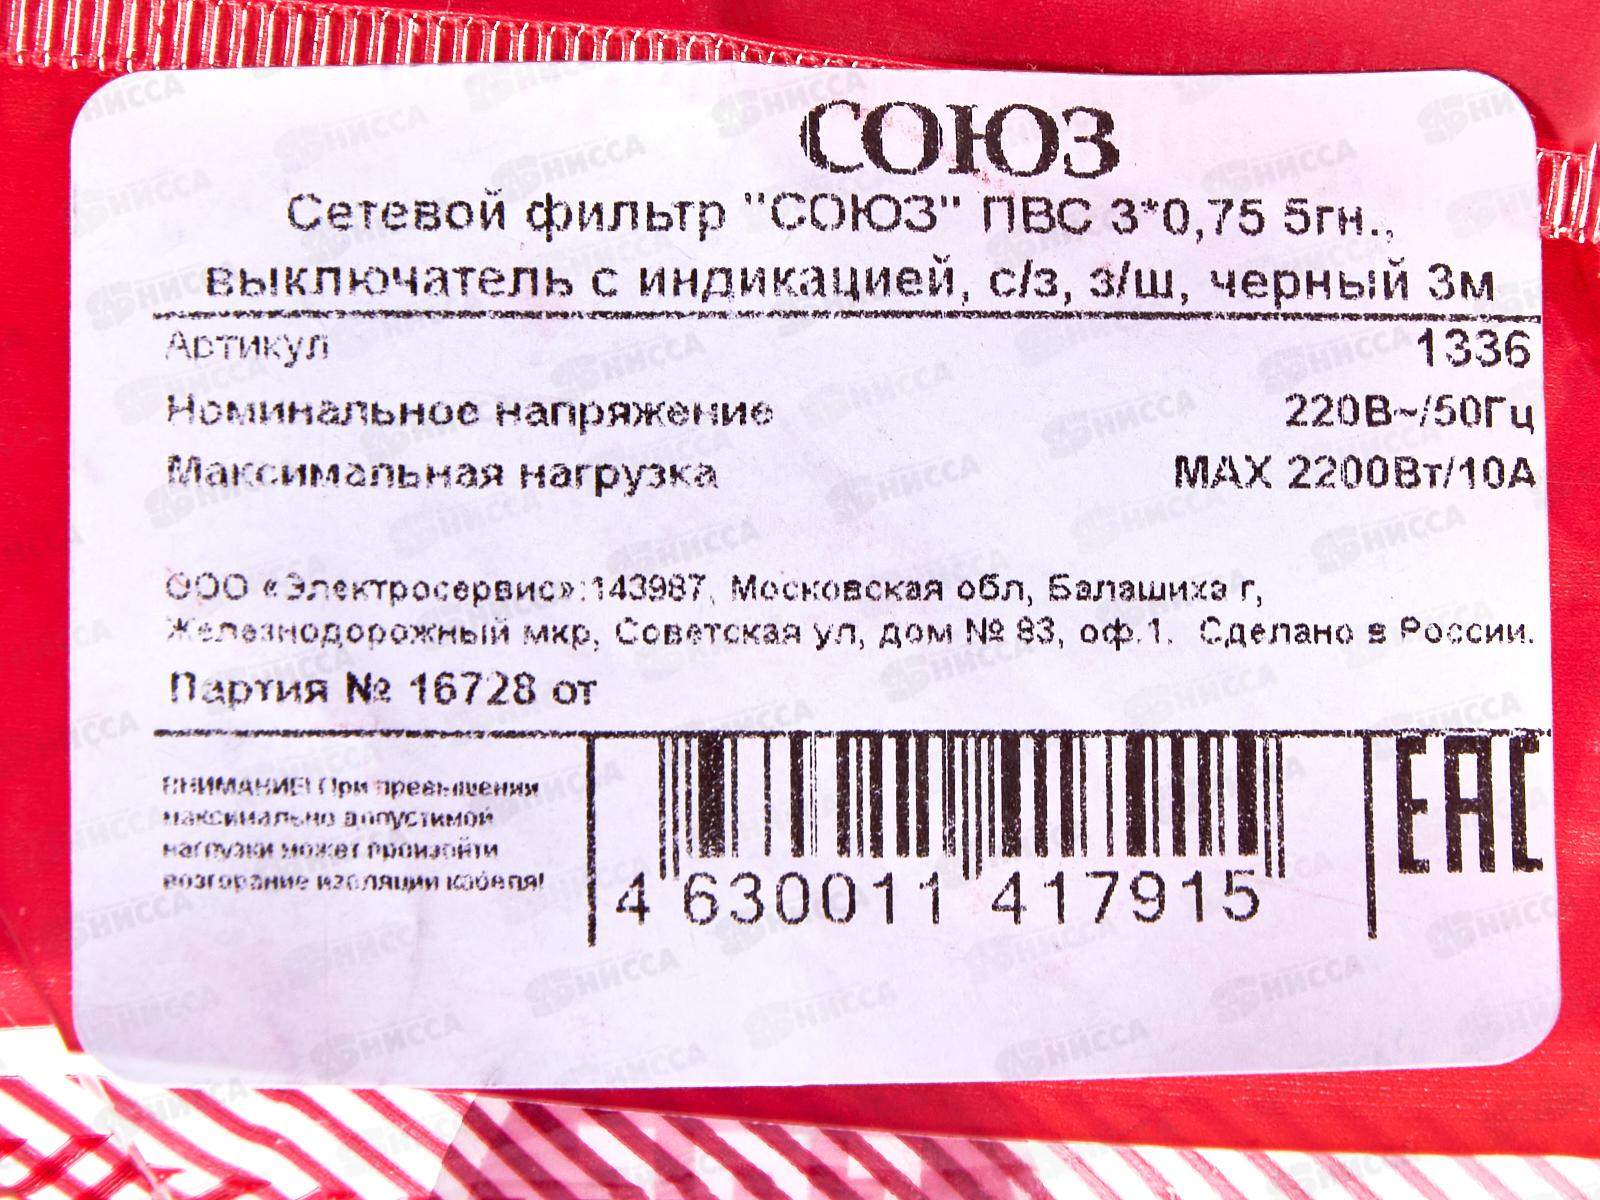 СОЮЗ
Сетевой фильтр "СОЮЗ" ПВС 3*0,75 5гн.,
выключатель с индикацией, с/з, з/ш, черный 3м
Артикул 1336
Номинальное напряжение 220В~/50Гц
Максимальная нагрузка MAX 2200Вт/10А
ООО «Электросервис»:143987, Московская обл, Балашиха г,
Железнодорожный мкр, Советская ул, дом № 83, оф.1. Сделано в России.
Партия № 16728 от
ВНИМАНИЕ! При превышении
максимально допустимой
нагрузки может произойти
возгорание изоляции кабеля!
4 630011 417915
EAC
НИССА